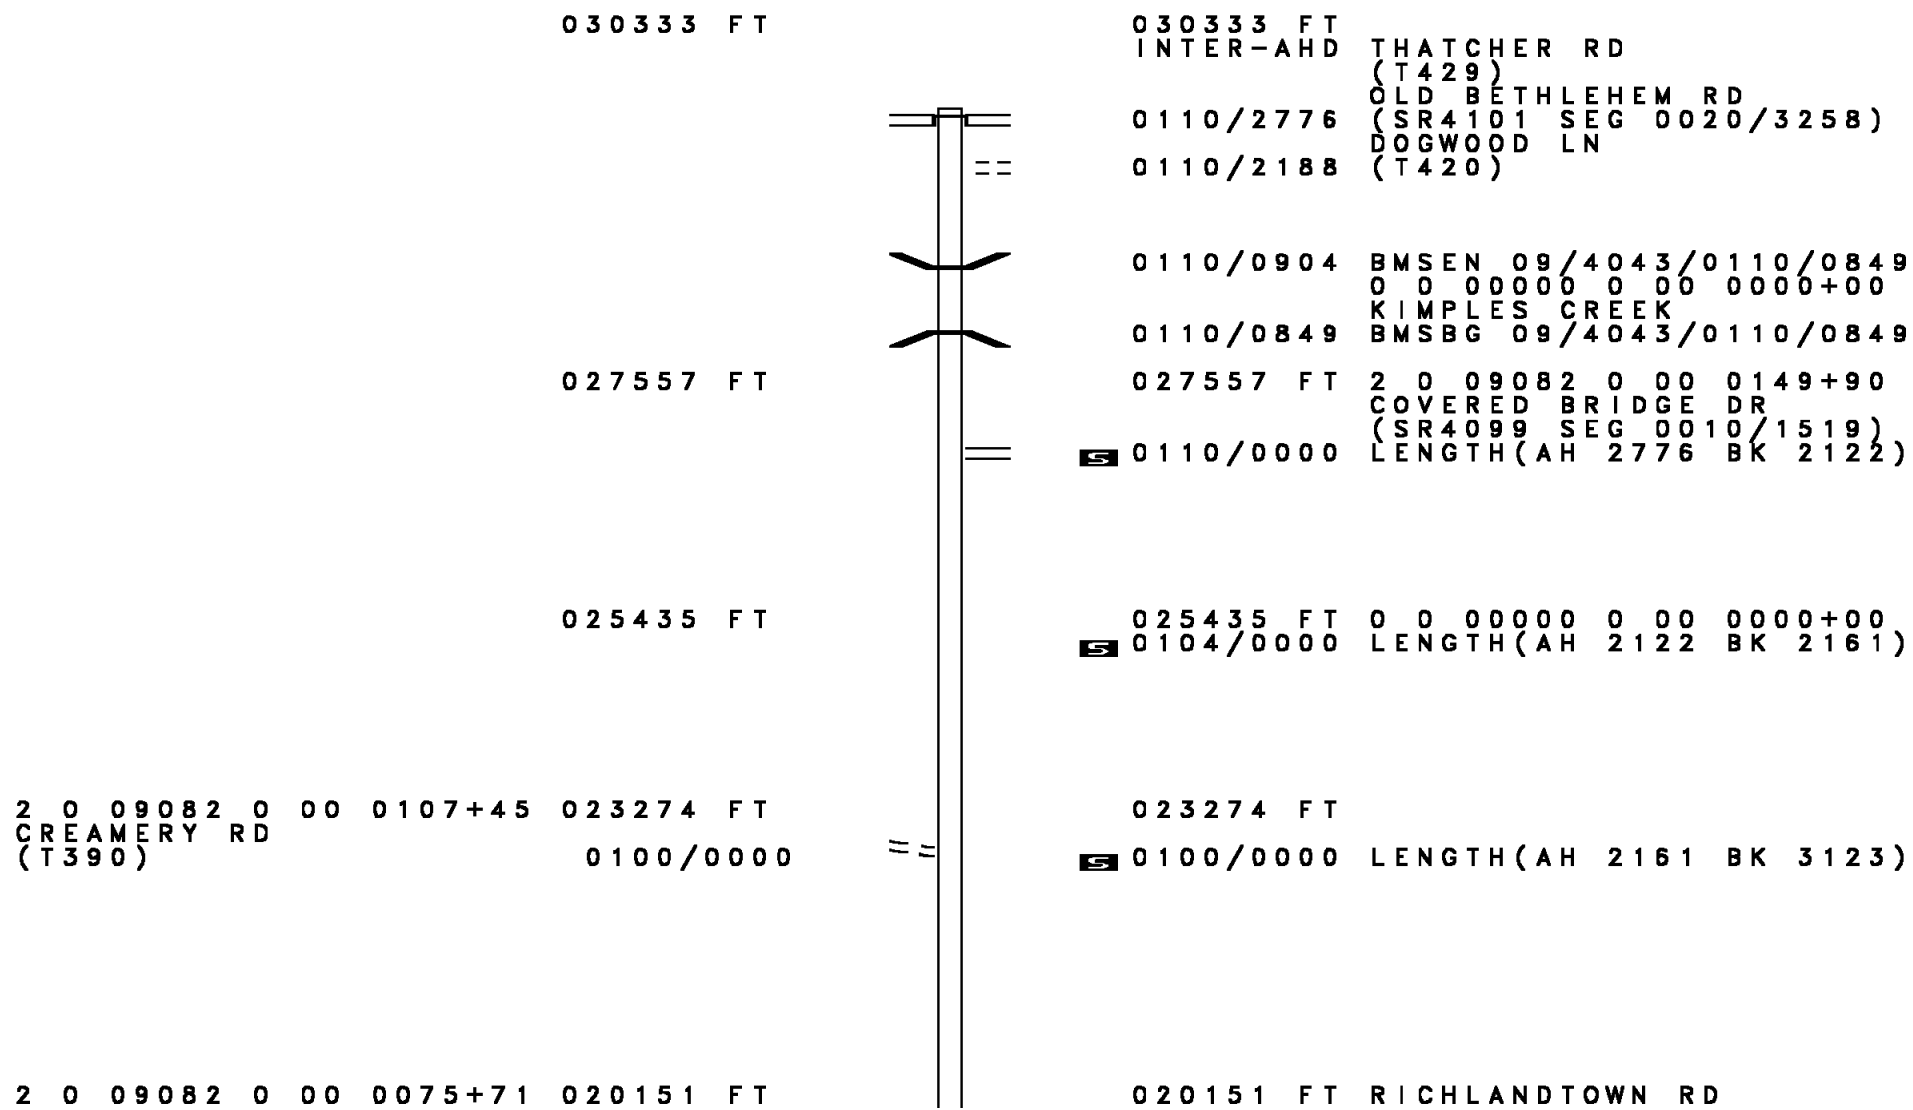 030333 FT 030333 FT
INTER-AHD THATCHER RD
(T429)
OLD BETHLEHEM RD
0110/2776 (SR4101 SEG 0020/3258)
DOGWOOD LN
0110/2188 (T420)
0110/0904 BMSEN 09/4043/0110/0849
0 0 00000 0 00 0000+00
KIMPLES CREEK
0110/0849 BMSBG 09/4043/0110/0849
027557 FT 027557 FT 2 0 09082 0 00 0149+90
COVERED BRIDGE DR
(SR4099 SEG 0010/1519)
S 0110/0000 LENGTH(AH 2776 BK 2122)
025435 FT 025435 FT 0 0 00000 0 00 0000+00
S 0104/0000 LENGTH(AH 2122 BK 2161)
2 0 09082 0 00 0107+45 023274 FT 023274 FT
CREAMERY RD
(T390) 0100/0000 S 0100/0000 LENGTH(AH 2161 BK 3123)
2 0 09082 0 00 0075+71 020151 FT 020151 FT RICHLANDTOWN RD